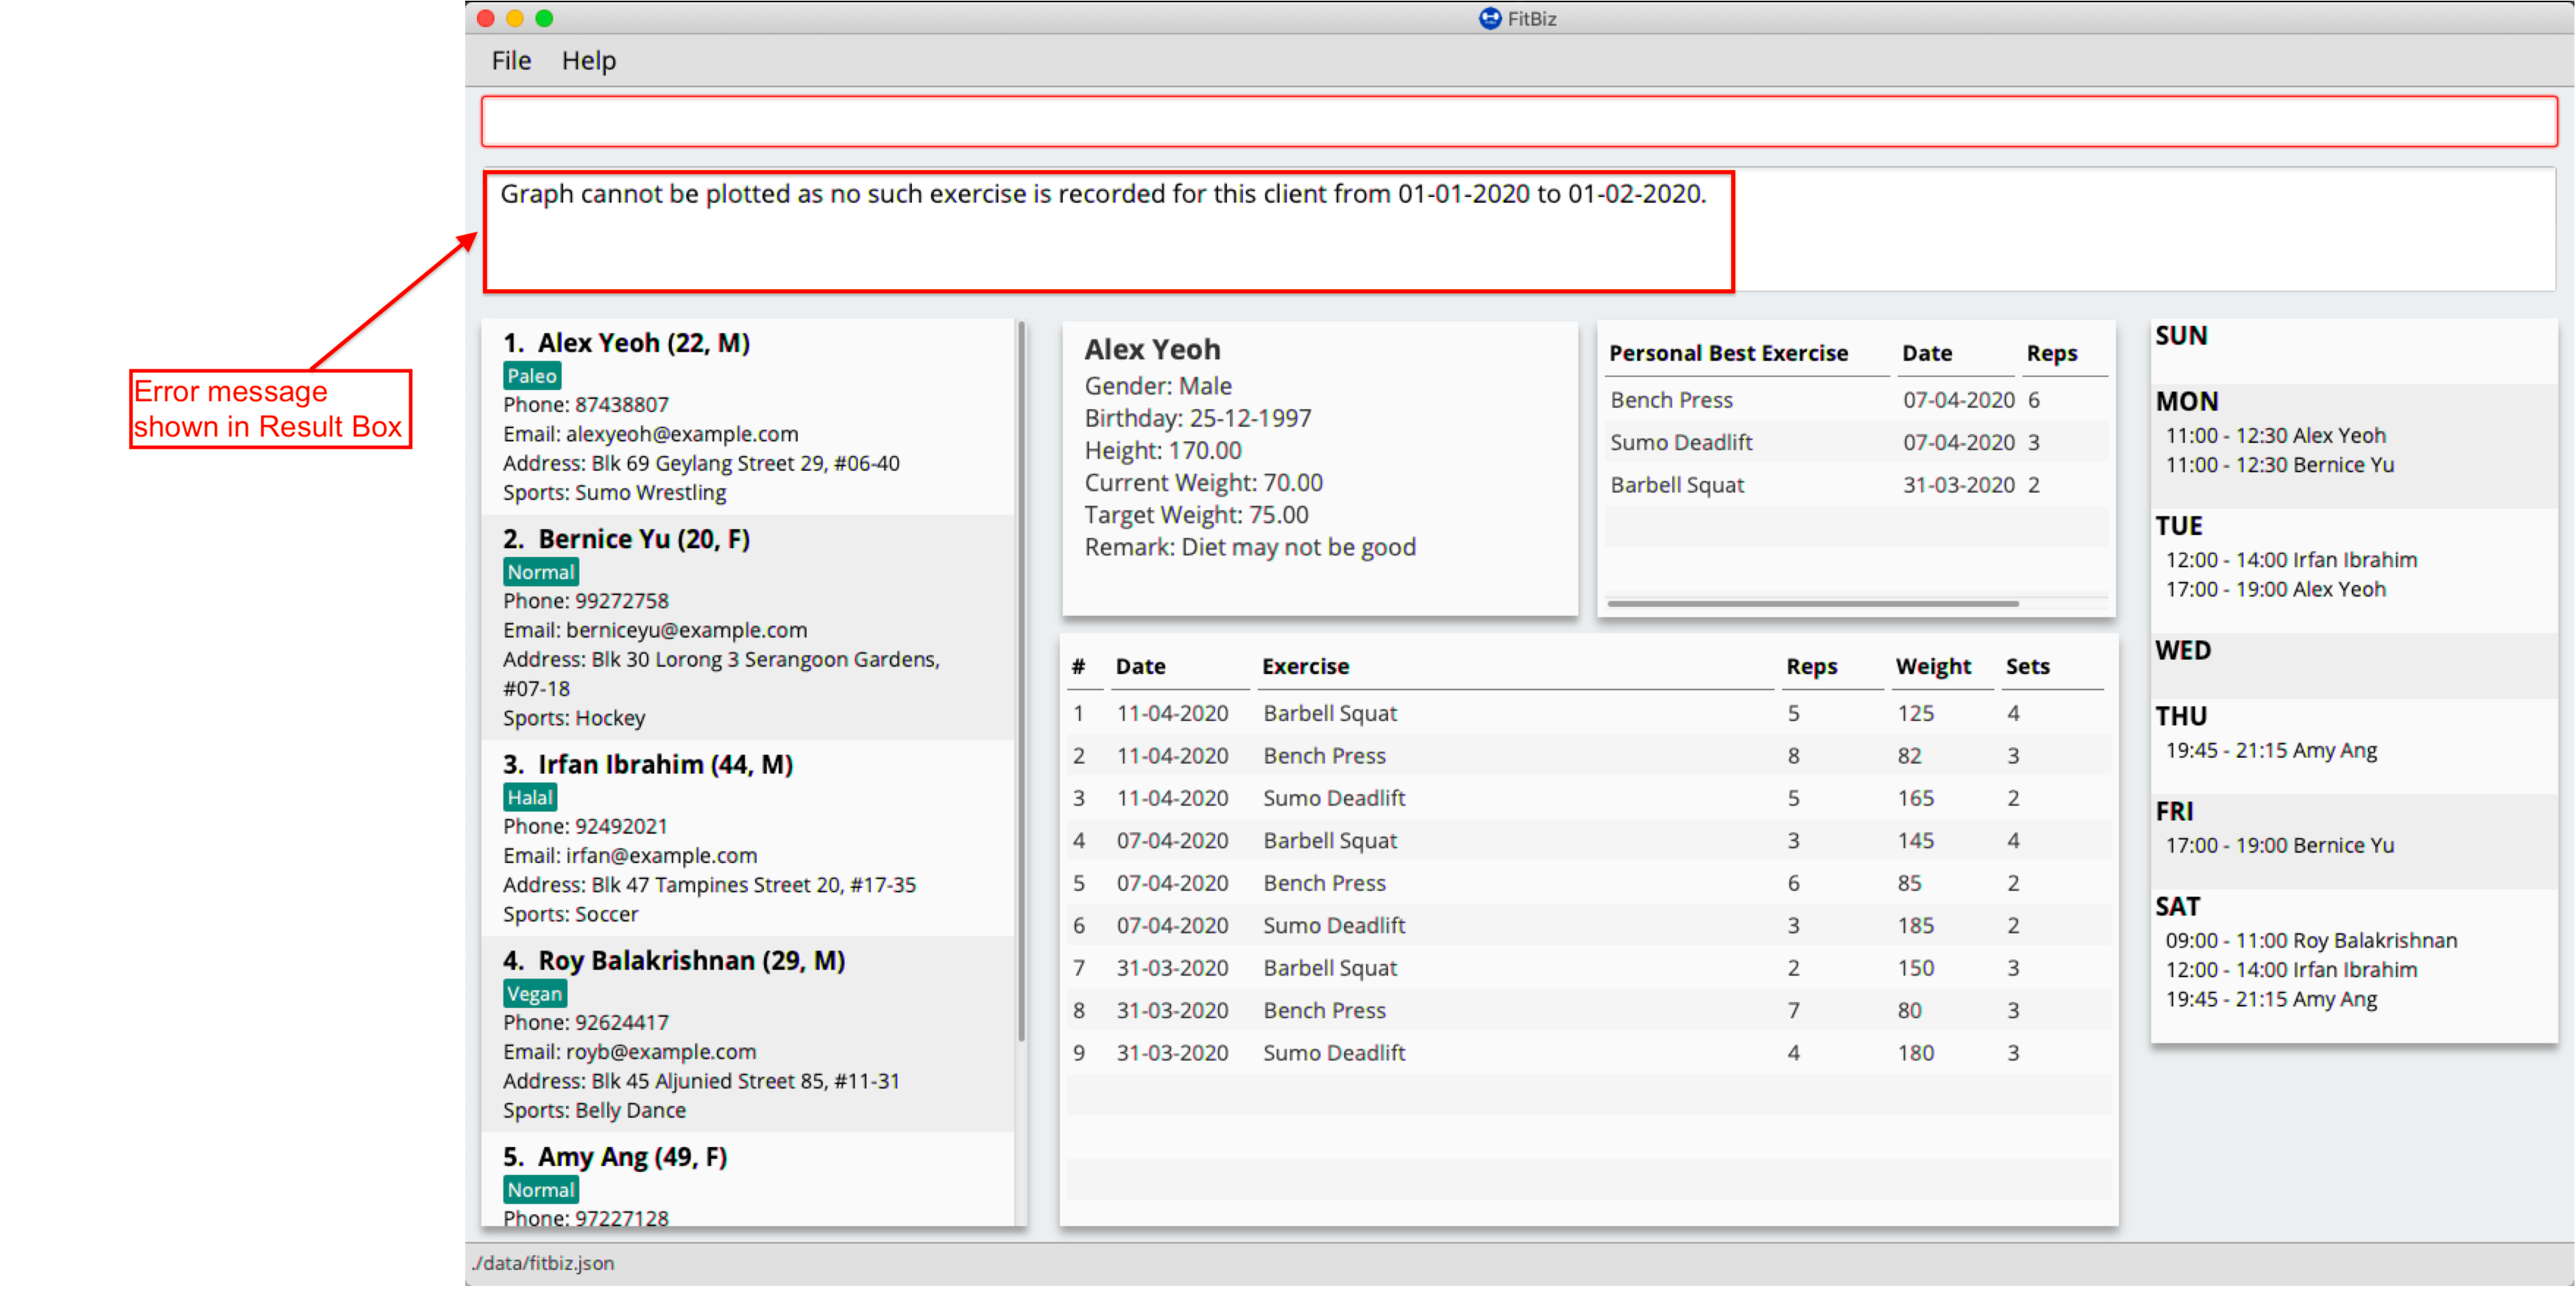 FitBiz
File Help
Graph cannot be plotted as no such exercise is recorded for this client from 01-01-2020 to 01-02-2020.
Error message
shown in Result Box
1. Alex Yeoh (22, M)
Paleo
Phone: 87438807
Email: alexyeoh@example.com
Address: Blk 69 Geylang Street 29, #06-40
Sports: Sumo Wrestling
2. Bernice Yu (20, F)
Normal
Phone: 99272758
Email: berniceyu@example.com
Address: Blk 30 Lorong 3 Serangoon Gardens,
#07-18
Sports: Hockey
3. Irfan Ibrahim (44, M)
Halal
Phone: 92492021
Email: irfan@example.com
Address: Blk 47 Tampines Street 20, #17-35
Sports: Soccer
4. Roy Balakrishnan (29, M)
Vegan
Phone: 92624417
Email: royb@example.com
Address: Blk 45 Aljunied Street 85, #11-31
Sports: Belly Dance
5. Amy Ang (49, F)
Normal
Phone: 97227128
Alex Yeoh
Gender: Male
Birthday: 25-12-1997
Height: 170.00
Current Weight: 70.00
Target Weight: 75.00
Remark: Diet may not be good
Personal Best Exercise Date Reps
Bench Press 07-04-2020 6
Sumo Deadlift 07-04-2020 3
Barbell Squat 31-03-2020 2
# Date Exercise Reps Weight Sets
1 11-04-2020 Barbell Squat 5 125 4
2 11-04-2020 Bench Press 8 82 3
3 11-04-2020 Sumo Deadlift 5 165 2
4 07-04-2020 Barbell Squat 3 145 4
5 07-04-2020 Bench Press 6 85 2
6 07-04-2020 Sumo Deadlift 3 185 2
7 31-03-2020 Barbell Squat 2 150 3
8 31-03-2020 Bench Press 7 80 3
9 31-03-2020 Sumo Deadlift 4 180 3
SUN
MON
11:00 - 12:30 Alex Yeoh
11:00 - 12:30 Bernice Yu
TUE
12:00 - 14:00 Irfan Ibrahim
17:00 - 19:00 Alex Yeoh
WED
THU
19:45 - 21:15 Amy Ang
FRI
17:00 - 19:00 Bernice Yu
SAT
09:00 - 11:00 Roy Balakrishnan
12:00 - 14:00 Irfan Ibrahim
19:45 - 21:15 Amy Ang
./data/fitbiz.json